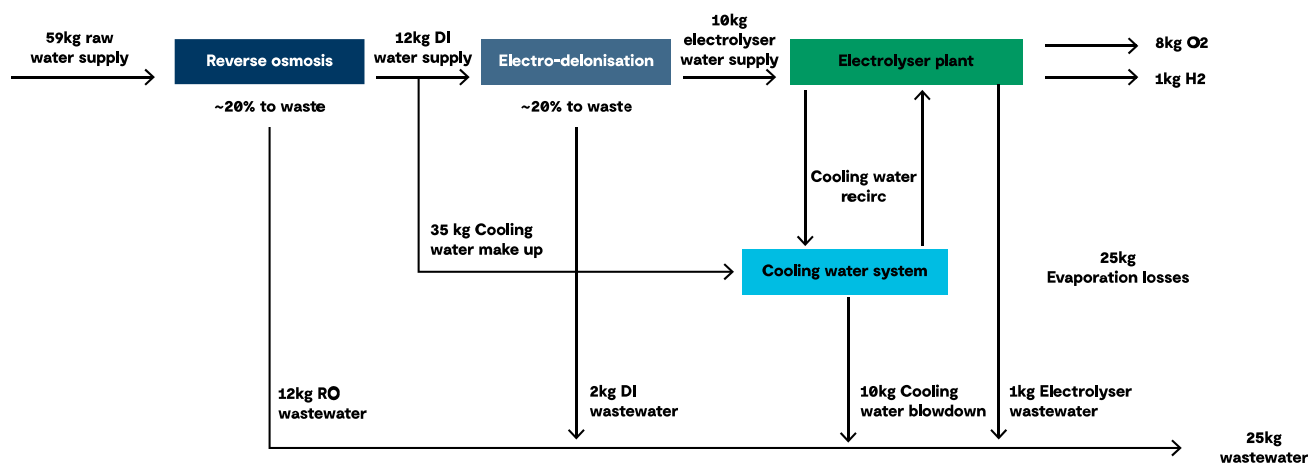 59kg raw
water supply
Reverse osmosis
12kg DI
water supply
Electro-delonisation
10kg
electrolyser
water supply
Electrolyser plant
8kg O2
1kg H2
~20% to waste
~20% to waste
Cooling water
recirc
35 kg Cooling
water make up
Cooling water system
25kg
Evaporation losses
12kg RO
wastewater
2kg DI
wastewater
10kg Cooling
water blowdown
1kg Electrolyser
wastewater
25kg
wastewater